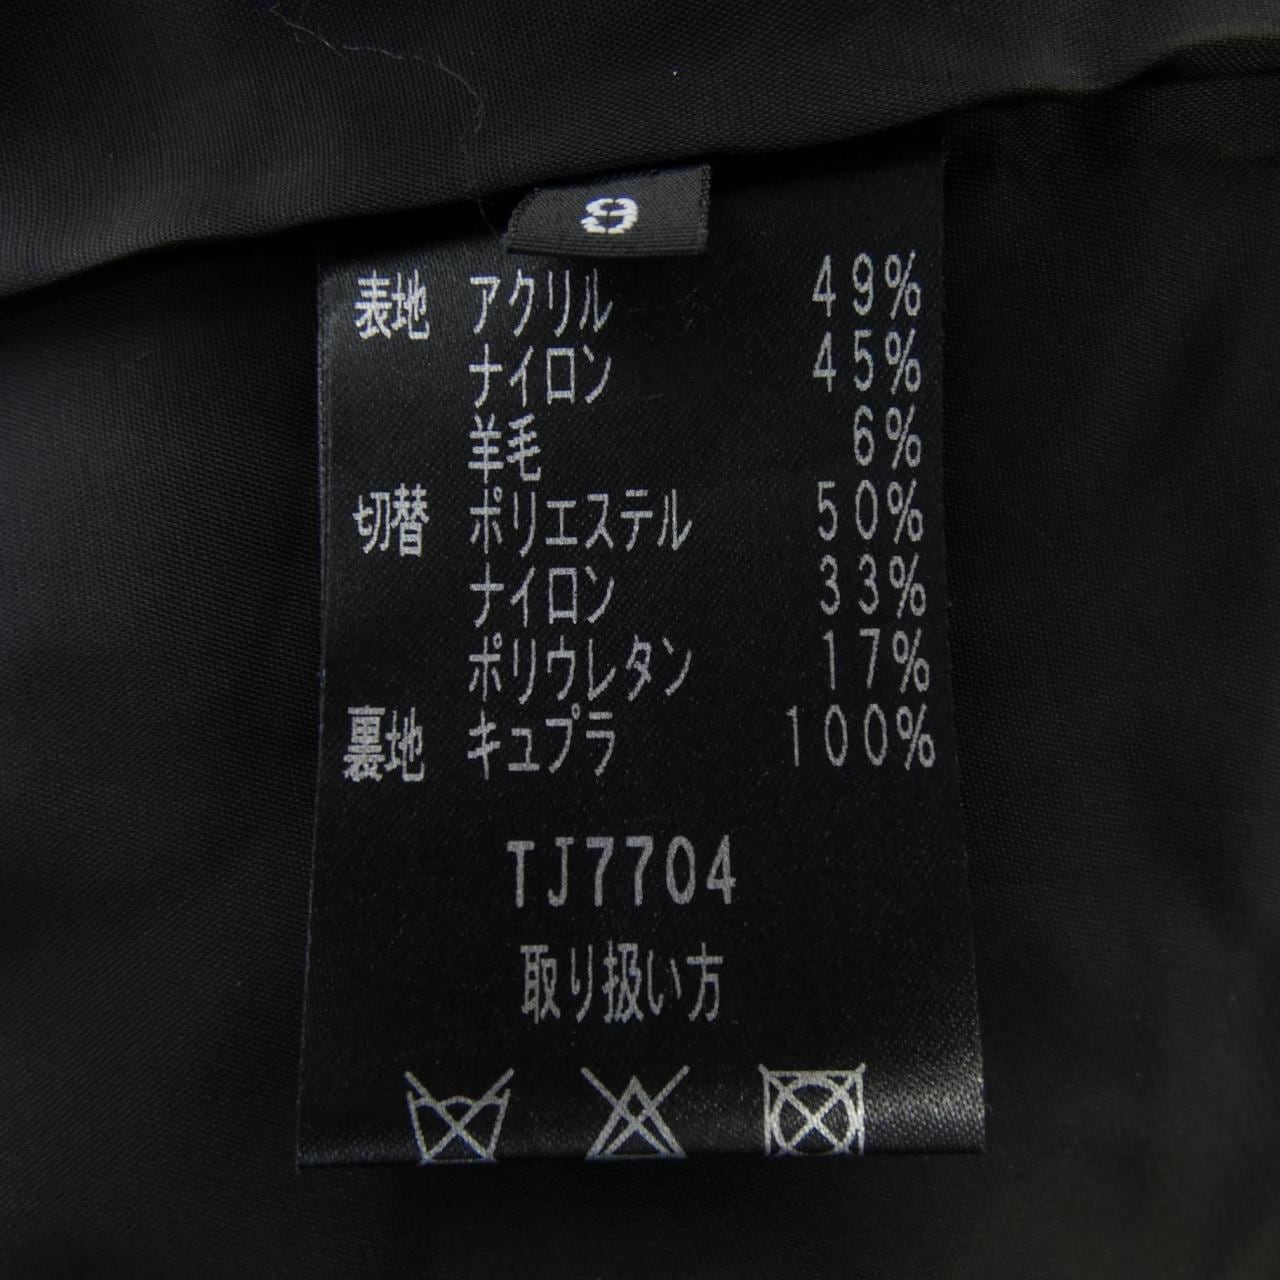 9
表地 アクリル 49%
ナイロン 45%
羊毛 6%
切替 ポリエステル 50%
ナイロン 33%
ポリウレタン 17%
裏地 キュプラ 100%
TJ7704
取り扱い方